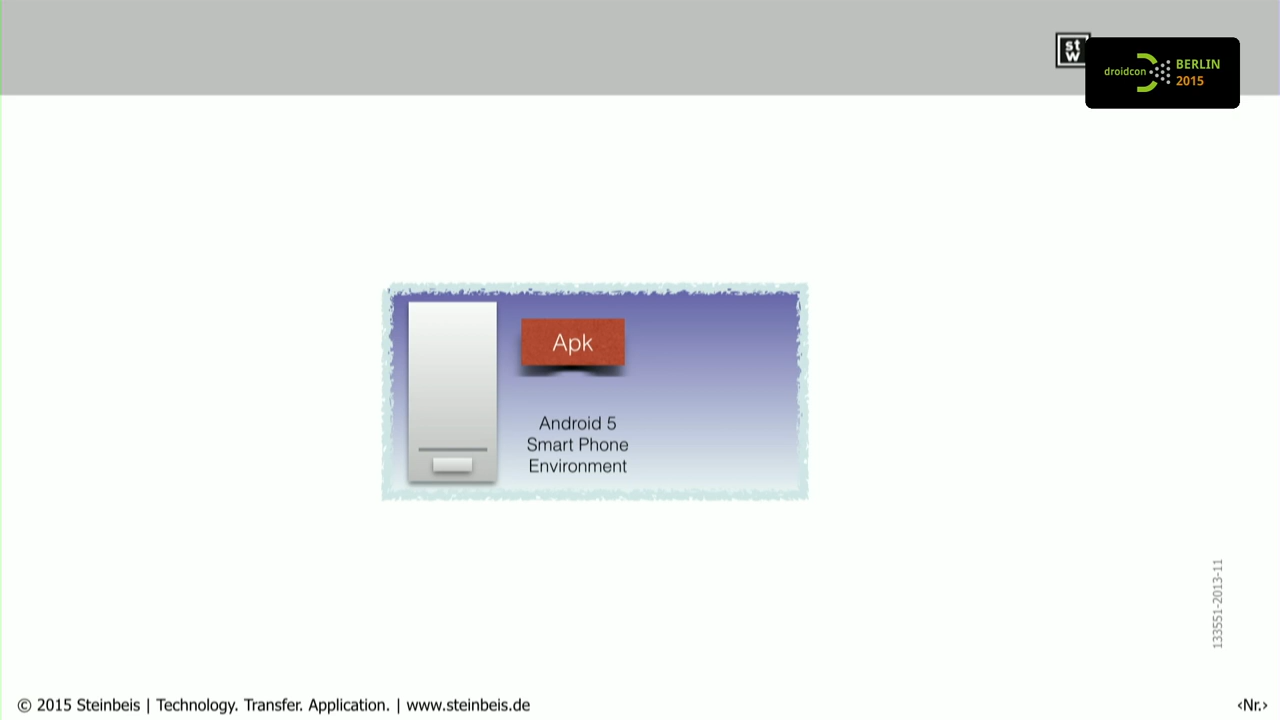 st
w
droidcon
BERLIN
2015
Apk
Android 5
Smart Phone
Environment
133551-2013-11
© 2015 Steinbeis | Technology. Transfer. Application. | www.steinbeis.de
‹Nr.›